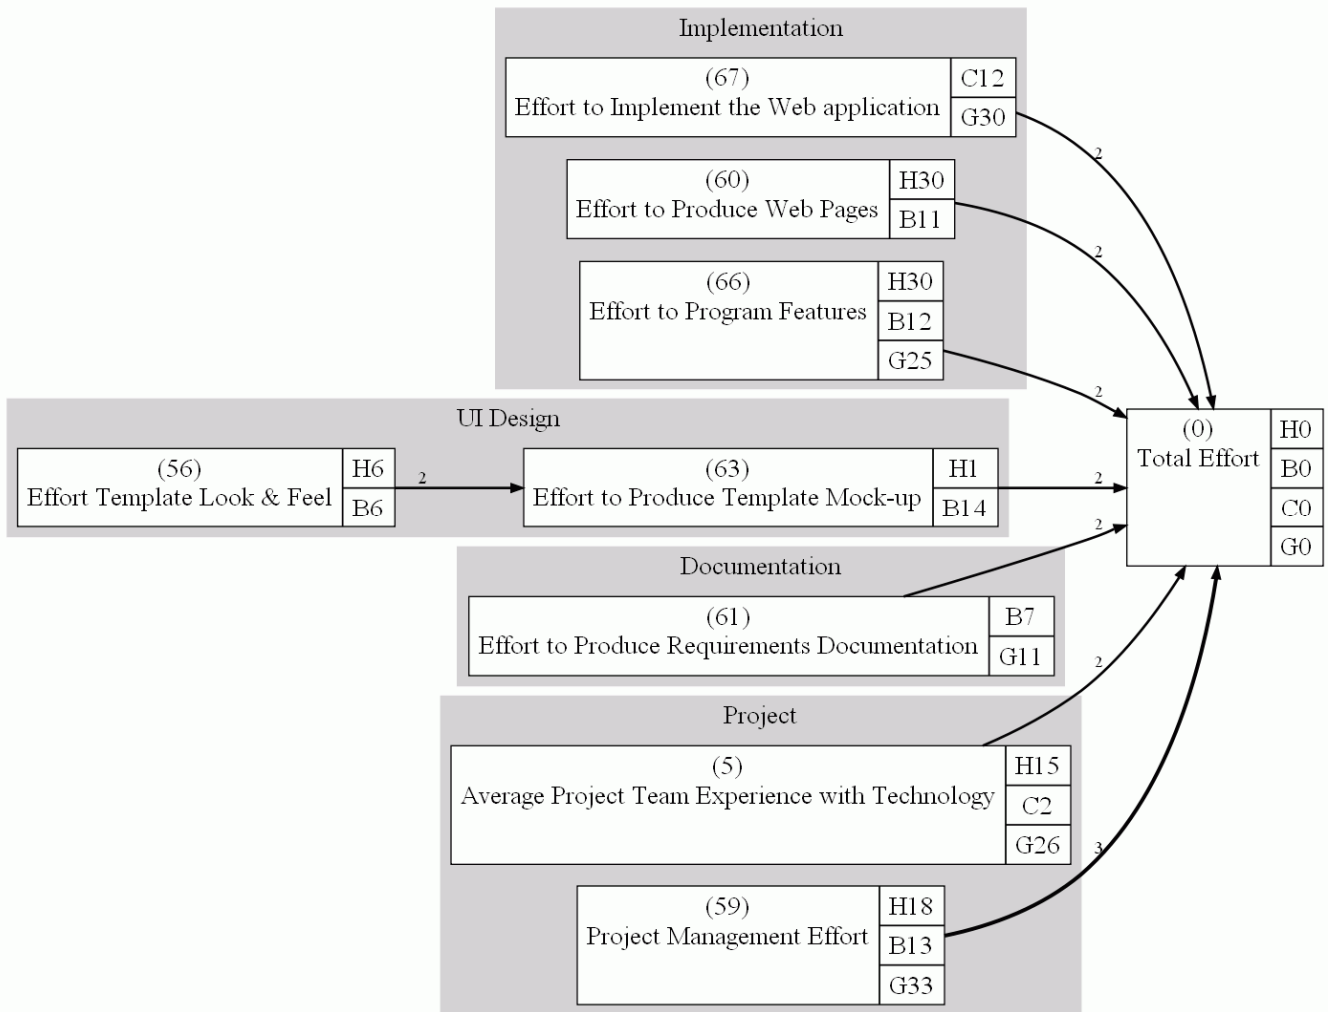 Implementation
(67)
Effort to Implement the Web application
C12
G30
2
(60)
Effort to Produce Web Pages
H30
B11
2
(66)
Effort to Program Features
H30
B12
G25
2
UI Design
(56)
Effort Template Look & Feel
H6
B6
2
(63)
Effort to Produce Template Mock-up
H1
B14
2
(0)
Total Effort
H0
B0
C0
G0
2
Documentation
(61)
Effort to Produce Requirements Documentation
B7
G11
2
Project
(5)
Average Project Team Experience with Technology
H15
C2
G26
3
(59)
Project Management Effort
H18
B13
G33